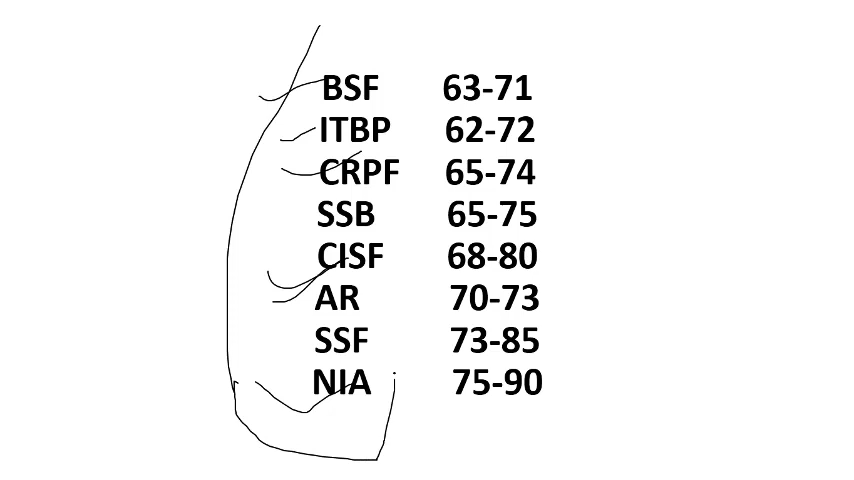 BSF 63-71
ITBP 62-72
CRPF 65-74
SSB 65-75
CISF 68-80
AR 70-73
SSF 73-85
NIA 75-90